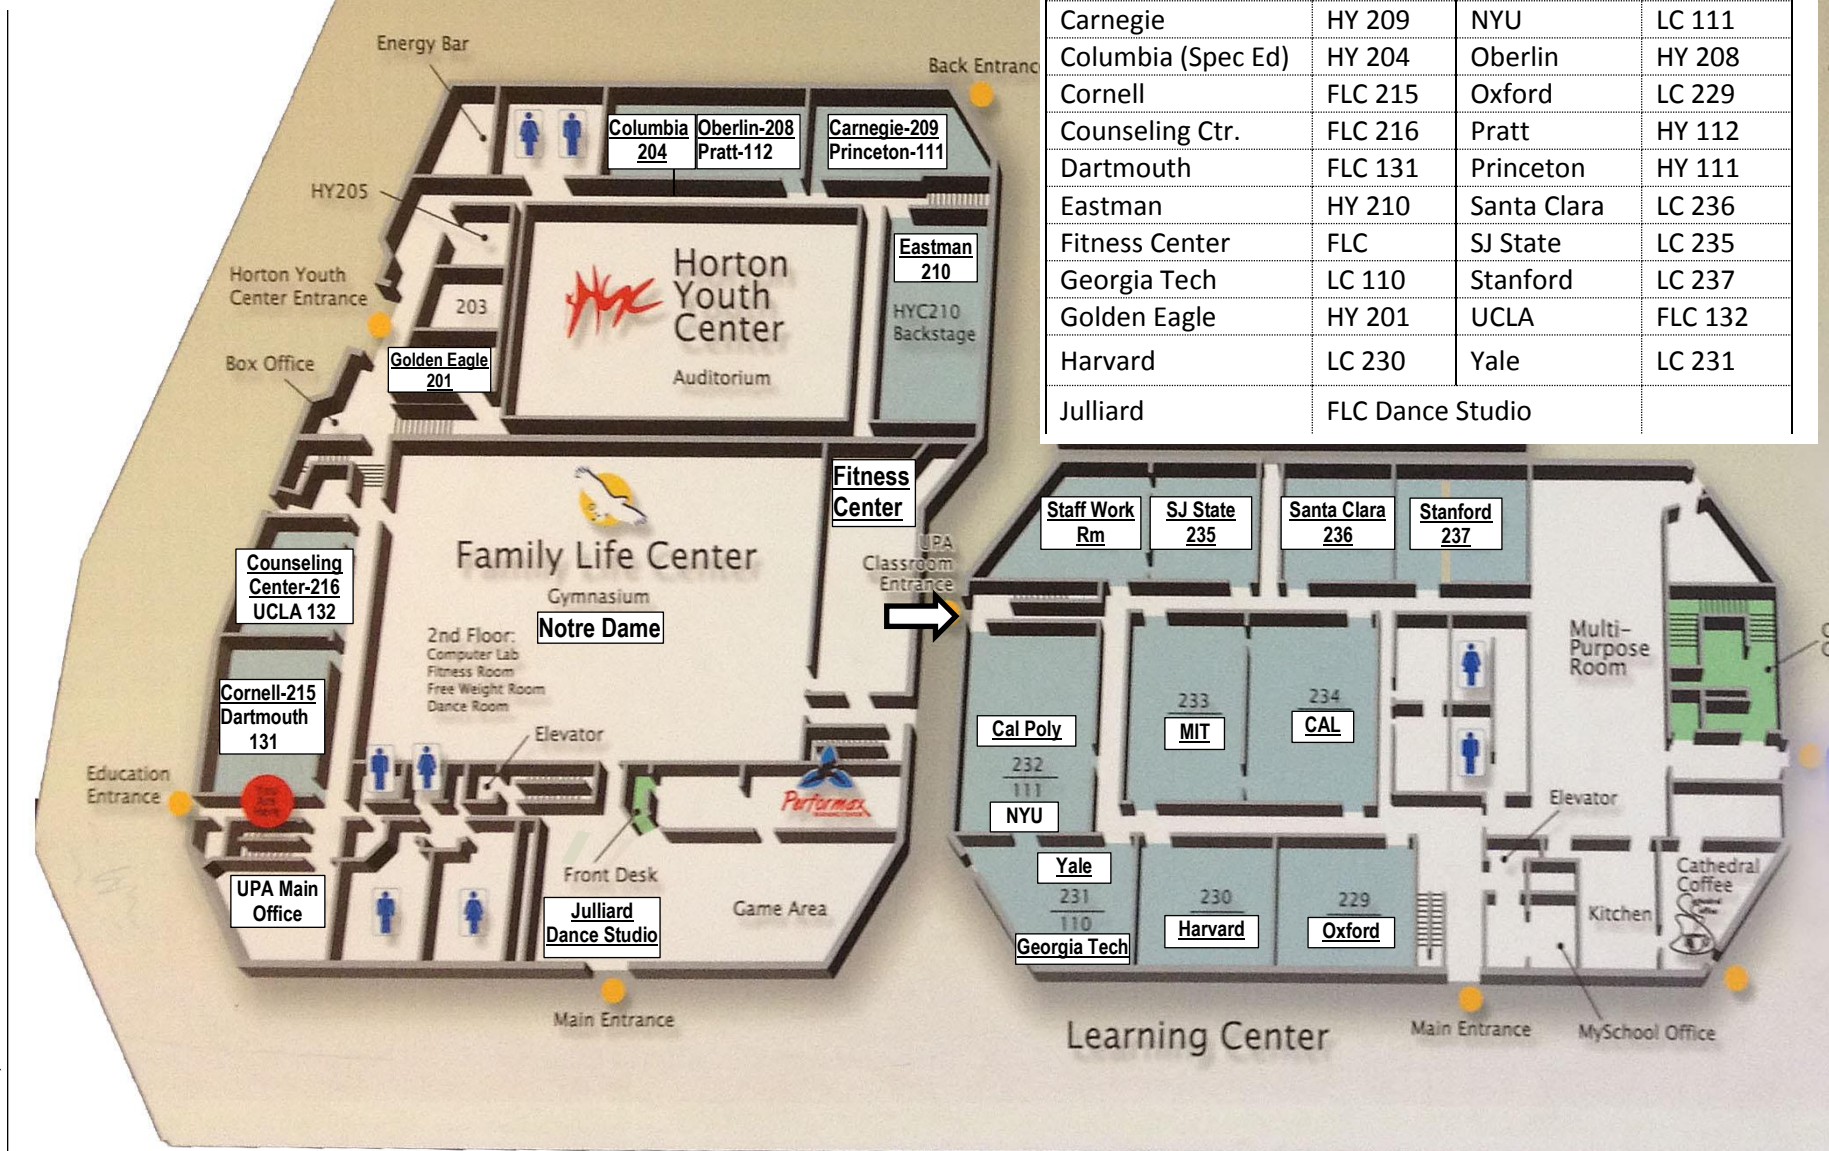 Carnegie HY 209 NYU LC 111
Columbia (Spec Ed) HY 204 Oberlin HY 208
Cornell FLC 215 Oxford LC 229
Counseling Ctr. FLC 216 Pratt HY 112
Dartmouth FLC 131 Princeton HY 111
Eastman HY 210 Santa Clara LC 236
Fitness Center FLC SJ State LC 235
Georgia Tech LC 110 Stanford LC 237
Golden Eagle HY 201 UCLA FLC 132
Harvard LC 230 Yale LC 231
Julliard FLC Dance Studio
Energy Bar
Back Entranc
Columbia
204
Oberlin-208
Pratt-112
Carnegie-209
Princeton-111
HY205
Horton Youth
Center Entrance
203
Golden Eagle
201
Box Office
HYC
Horton
Youth
Center
Auditorium
Eastman
210
HYC210
Backstage
Fitness
Center
Family Life Center
Gymnasium
Notre Dame
2nd Floor:
Computer Lab
Fitness Room
Free Weight Room
Dance Room
Counseling
Center-216
UCLA 132
Cornell-215
Dartmouth
131
Elevator
Education
Entrance
You
Are
Here
UPA Main
Office
Front Desk
Julliard
Dance Studio
Performax
Game Area
Main Entrance
UPA
Classroom
Entrance
Staff Work
Rm
SJ State
235
Santa Clara
236
Stanford
237
Multi-
Purpose
Room
233
MIT
234
CAL
Cal Poly
232
111
NYU
Yale
231
110
Georgia Tech
230
Harvard
229
Oxford
Elevator
Kitchen
Cathedral
Coffee
Learning Center
Main Entrance
MySchool Office